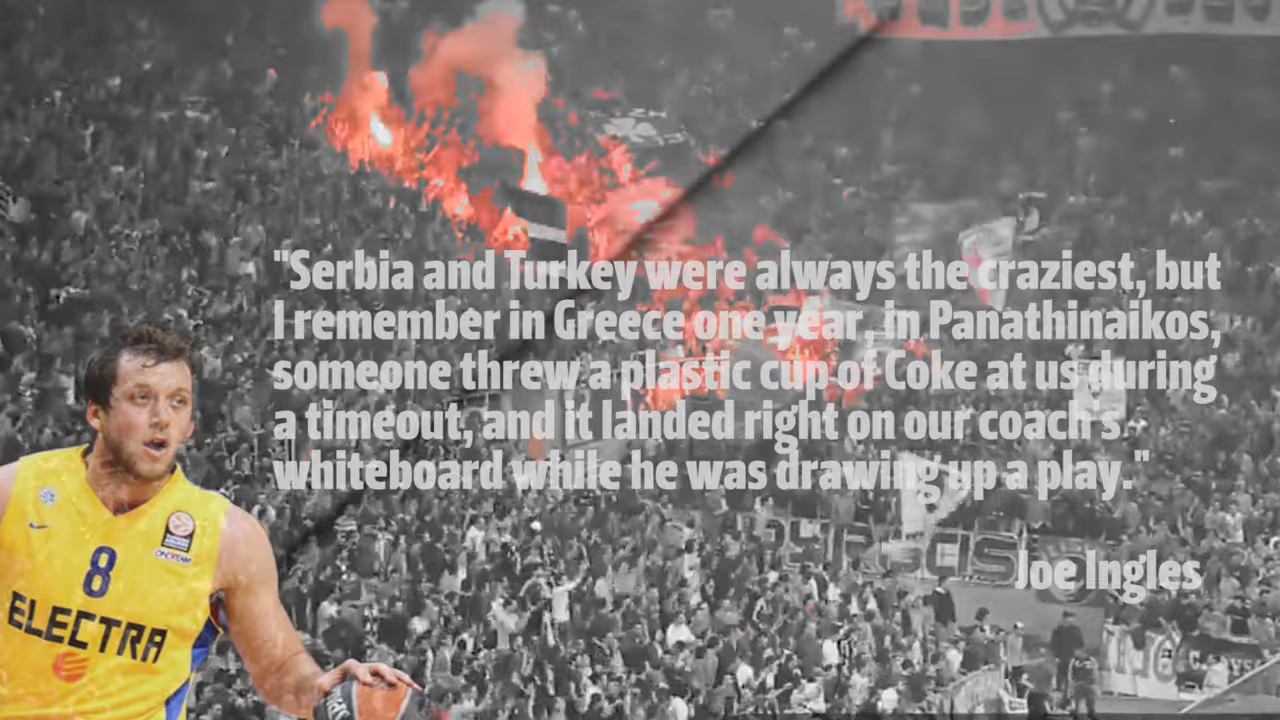 "Serbia and Turkey were always the craziest, but
I remember in Greece one year, in Panathinaikos,
someone threw a plastic cup of Coke at us during
a timeout, and it landed right on our coach's
whiteboard while he was drawing up a play."
Joe Ingles
8
ELECTRA